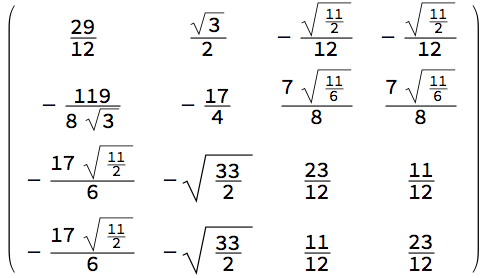 29/12 √3/2 - √(11/2)/12 - √(11/2)/12
- 119/(8 √3) - 17/4 7 √(11/6)/8 7 √(11/6)/8
- 17 √(11/2)/6 - √(33/2) 23/12 11/12
- 17 √(11/2)/6 - √(33/2) 11/12 23/12